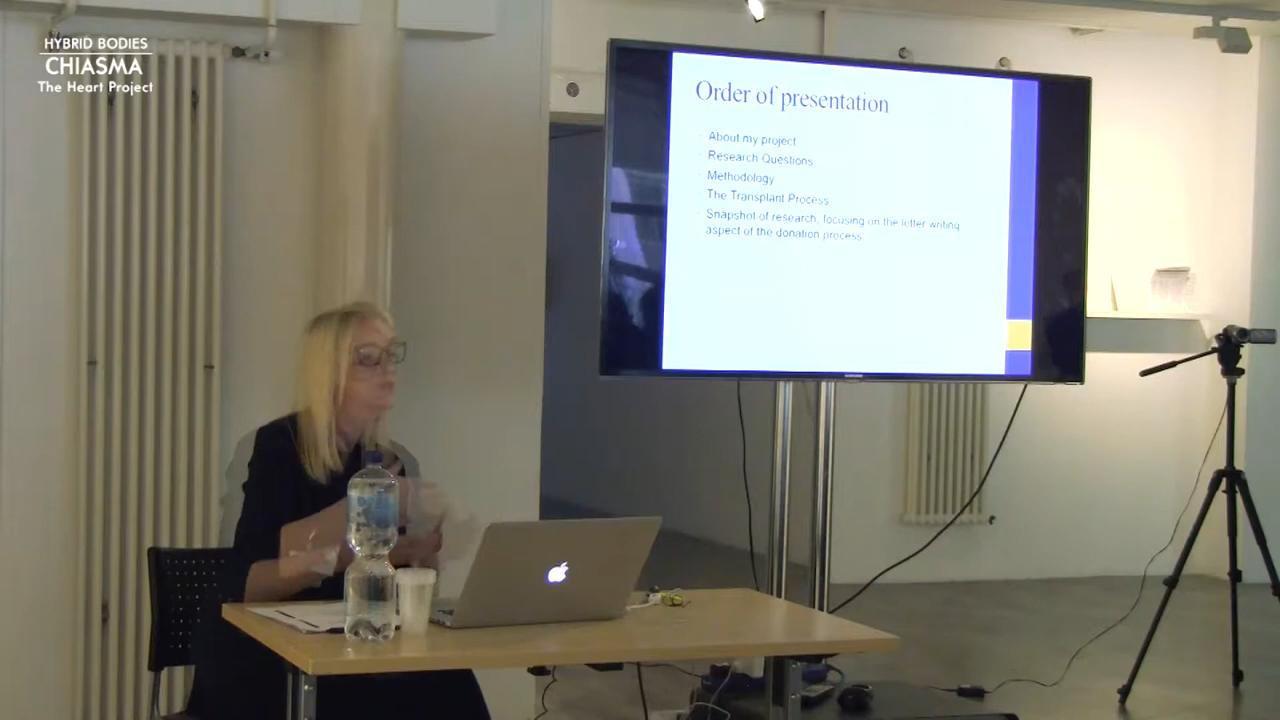 HYBRID BODIES
CHIASMA
The Heart Project
Order of presentation
About my project
Research Questions
Methodology
The Transplant Process
Snapshot of research, focusing on the letter writing
aspect of the donation process